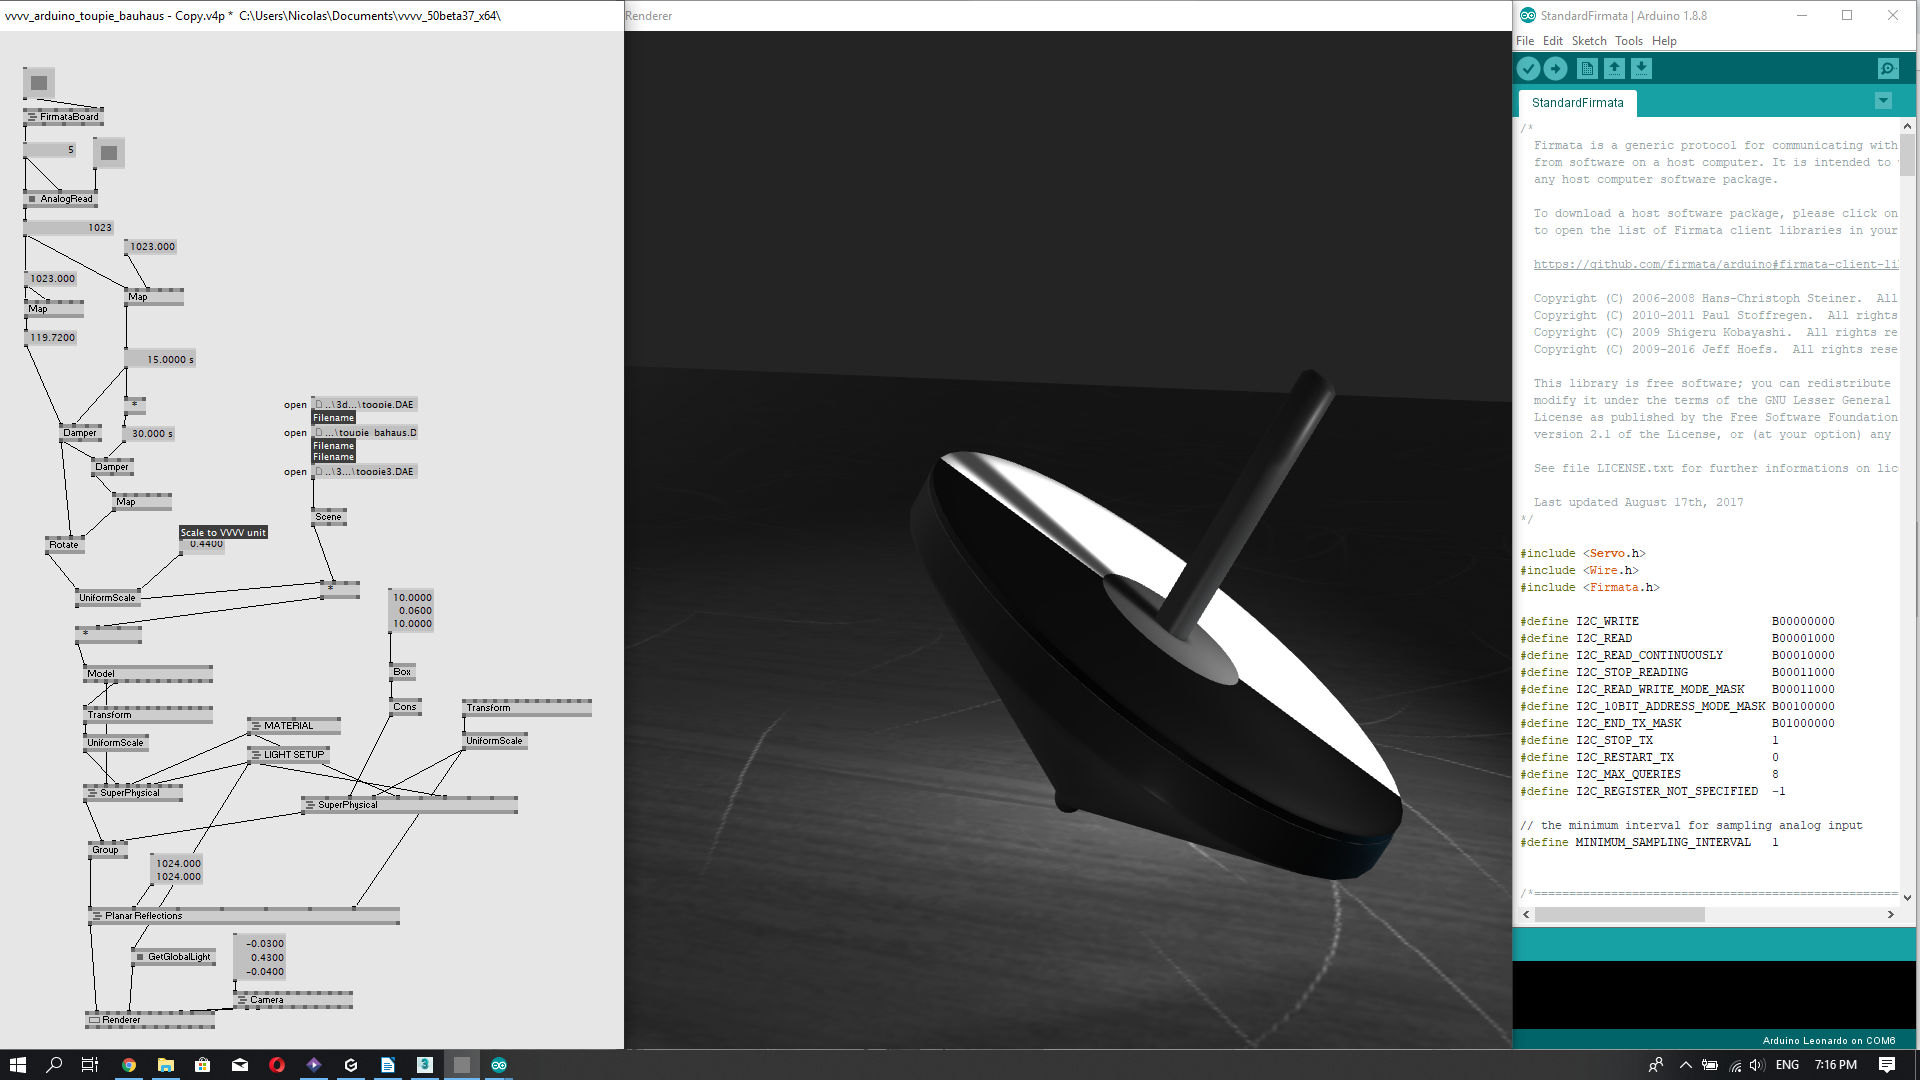 vvvv_arduino_toupie_bauhaus - Copy.v4p * C:\Users\Nicolas\Documents\vvvv_50beta37_x64\
FirmataBoard
5
AnalogRead
1023
1023.000
1023.000
Map
Map
119.7200
15.0000 s
*
Damper
30.000 s
Damper
Map
open ..\3d...\toopie.DAE
Filename
open ...\toupie_bahaus.D
Filename
Filename
open ..\3...\toopie3.DAE
Scene
Scale to VVVV unit
0.4400
Rotate
UniformScale
*
*
10.0000
0.0600
10.0000
Model
Box
Transform
Cons
Transform
MATERIAL
UniformScale
LIGHT SETUP
UniformScale
SuperPhysical
SuperPhysical
Group
1024.000
1024.000
Planar Reflections
GetGlobalLight
-0.0300
0.4300
-0.0400
Camera
Renderer
Renderer
StandardFirmata | Arduino 1.8.8
File Edit Sketch Tools Help
StandardFirmata
/*
Firmata is a generic protocol for communicating with
from software on a host computer. It is intended to
any host computer software package.
To download a host software package, please click on
to open the list of Firmata client libraries in your
https://github.com/firmata/arduino#firmata-client-li
Copyright (C) 2006-2008 Hans-Christoph Steiner. All
Copyright (C) 2010-2011 Paul Stoffregen. All rights
Copyright (C) 2009 Shigeru Kobayashi. All rights re
Copyright (C) 2009-2016 Jeff Hoefs. All rights rese
This library is free software; you can redistribute
modify it under the terms of the GNU Lesser General
License as published by the Free Software Foundation
version 2.1 of the License, or (at your option) any
See file LICENSE.txt for further informations on lic
Last updated August 17th, 2017
*/
#include <Servo.h>
#include <Wire.h>
#include <Firmata.h>
#define I2C_WRITE B00000000
#define I2C_READ B00001000
#define I2C_READ_CONTINUOUSLY B00010000
#define I2C_STOP_READING B00011000
#define I2C_READ_WRITE_MODE_MASK B00011000
#define I2C_10BIT_ADDRESS_MODE_MASK B00100000
#define I2C_END_TX_MASK B01000000
#define I2C_STOP_TX 1
#define I2C_RESTART_TX 0
#define I2C_MAX_QUERIES 8
#define I2C_REGISTER_NOT_SPECIFIED -1
// the minimum interval for sampling analog input
#define MINIMUM_SAMPLING_INTERVAL 1
/*====================================================
Arduino Leonardo on COM6
ENG 7:16 PM